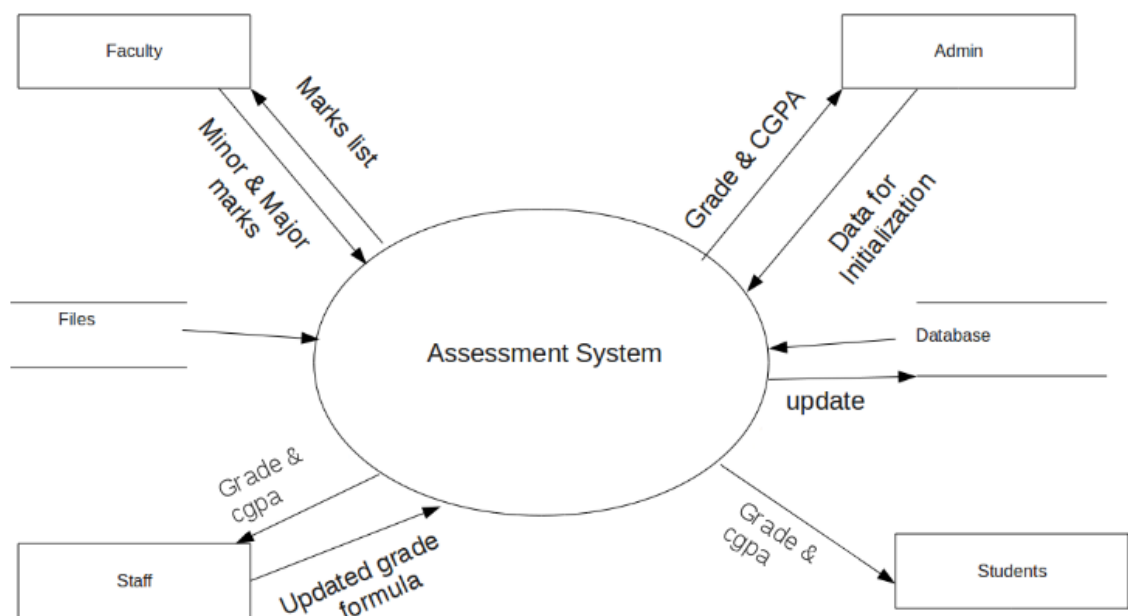 Faculty
Admin
Marks list
Minor & Major
marks
Grade & CGPA
Data for
Initialization
Files
Assessment System
Database
update
Grade &
cgpa
Updated grade
formula
Staff
Grade &
cgpa
Students